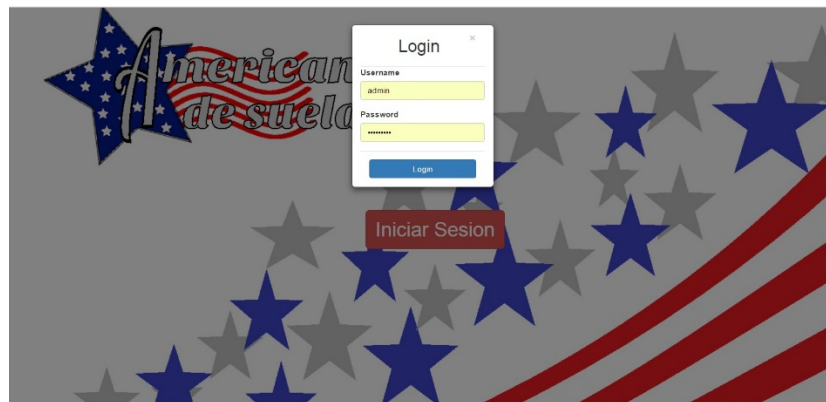 American
de suela
Login
×
Username
admin
Password
•••••••••
Login
Iniciar Sesion